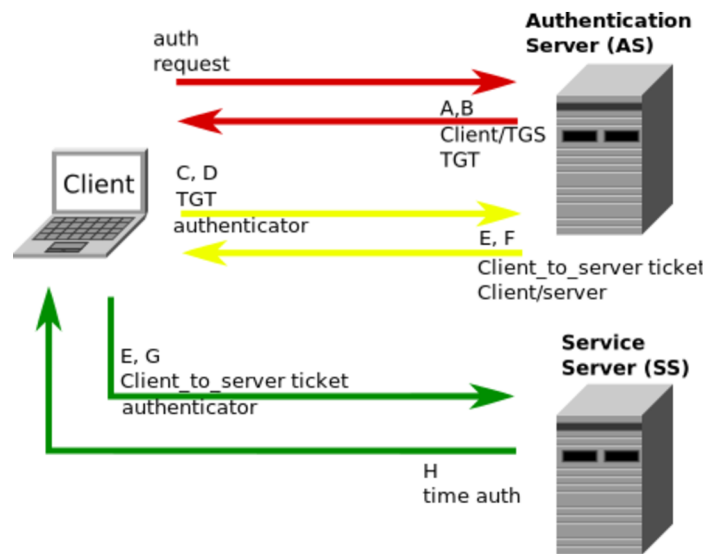 Authentication
Server (AS)
auth
request
A,B
Client/TGS
TGT
Client
C, D
TGT
authenticator
E, F
Client_to_server ticket
Client/server
Service
Server (SS)
E, G
Client_to_server ticket
authenticator
H
time auth